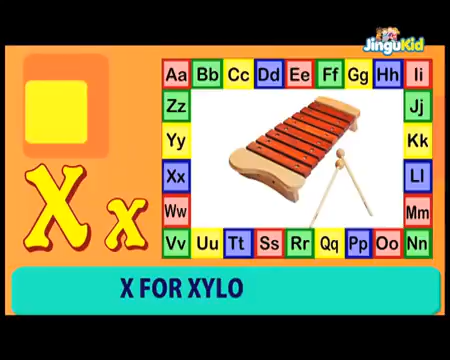 JinguKid
Aa Bb Cc Dd Ee Ff Gg Hh Ii
Zz Jj
Yy Kk
Xx Ll
Ww Mm
Vv Uu Tt Ss Rr Qq Pp Oo Nn
X x
X FOR XYLO